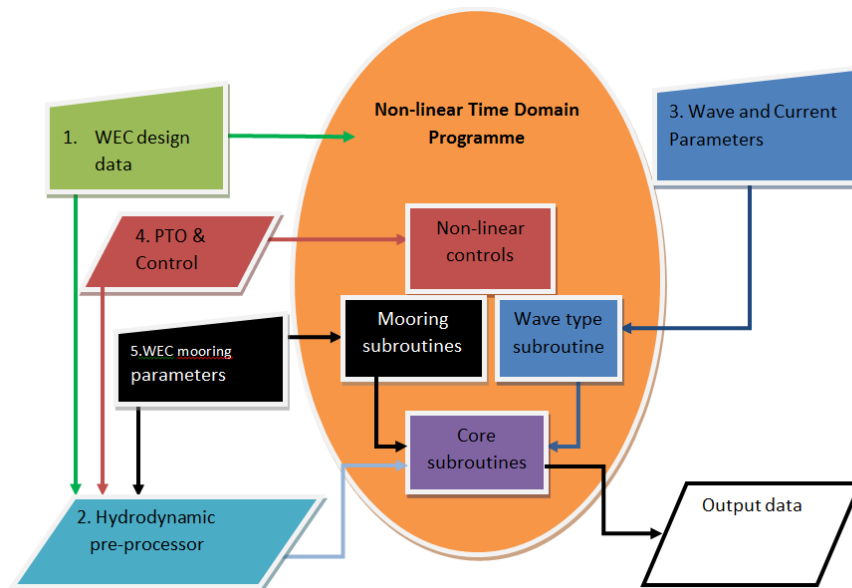 Non-linear Time Domain
Programme
1. WEC design
data
3. Wave and Current
Parameters
4. PTO &
Control
Non-linear
controls
Mooring
subroutines
Wave type
subroutine
5.WEC mooring
parameters
Core
subroutines
2. Hydrodynamic
pre-processor
Output data